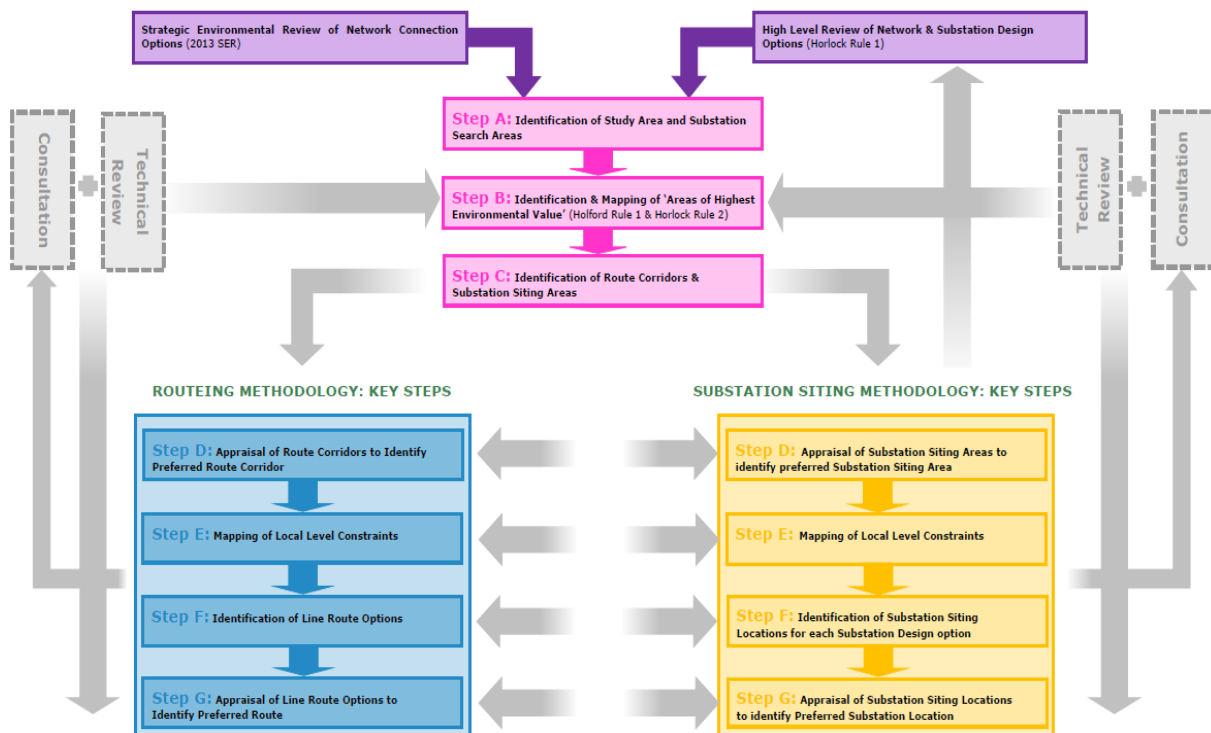 Strategic Environmental Review of Network Connection
Options (2013 SER)
High Level Review of Network & Substation Design
Options (Horlock Rule 1)
Step A: Identification of Study Area and Substation
Search Areas
Consultation
Technical
Review
Step B: Identification & Mapping of ‘Areas of Highest
Environmental Value’ (Holford Rule 1 & Horlock Rule 2)
Technical
Review
Consultation
Step C: Identification of Route Corridors &
Substation Siting Areas
ROUTEING METHODOLOGY: KEY STEPS
Step D: Appraisal of Route Corridors to Identify
Preferred Route Corridor
Step E: Mapping of Local Level Constraints
Step F: Identification of Line Route Options
Step G: Appraisal of Line Route Options to
Identify Preferred Route
SUBSTATION SITING METHODOLOGY: KEY STEPS
Step D: Appraisal of Substation Siting Areas to
identify preferred Substation Siting Area
Step E: Mapping of Local Level Constraints
Step F: Identification of Substation Siting
Locations for each Substation Design option
Step G: Appraisal of Substation Siting Locations
to identify Preferred Substation Location